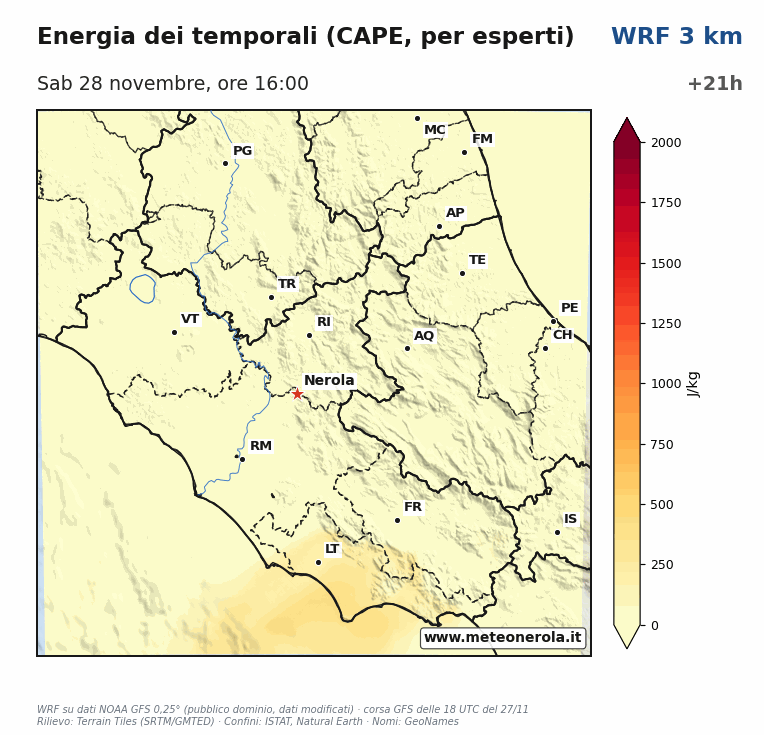 Energia dei temporali (CAPE, per esperti) WRF 3 km
Sab 28 novembre, ore 16:00 +21h
MC
FM
PG
AP
TE
TR
PE
VT
RI
AQ
CH
Nerola
RM
FR
IS
LT
www.meteonerola.it
2000
1750
1500
1250
1000
750
500
250
0
J/kg
WRF su dati NOAA GFS 0,25° (pubblico dominio, dati modificati) · corsa GFS delle 18 UTC del 27/11
Rilievo: Terrain Tiles (SRTM/GMTED) · Confini: ISTAT, Natural Earth · Nomi: GeoNames